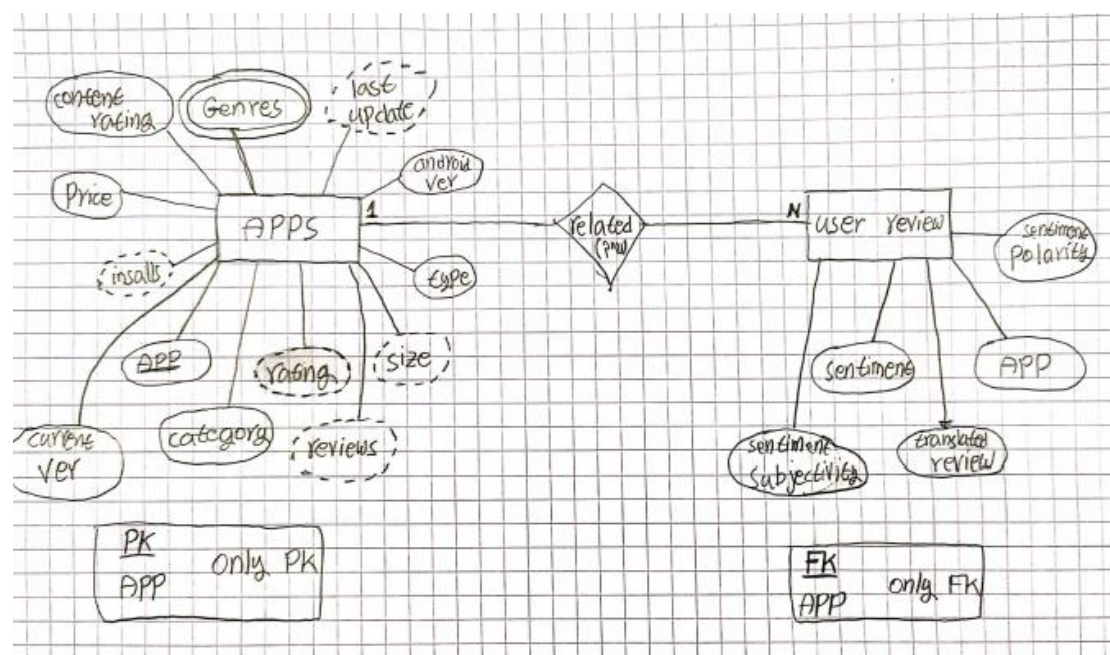 content
rating
Genres
last
update
android
ver
Price
APPS
1
related
N
user review
sentiment
polarity
insalls
type
APP
rating
size
sentiment
APP
current
ver
category
reviews
sentiment
subjectivity
translated
review
PK
APP
only PK
FK
APP
only FK